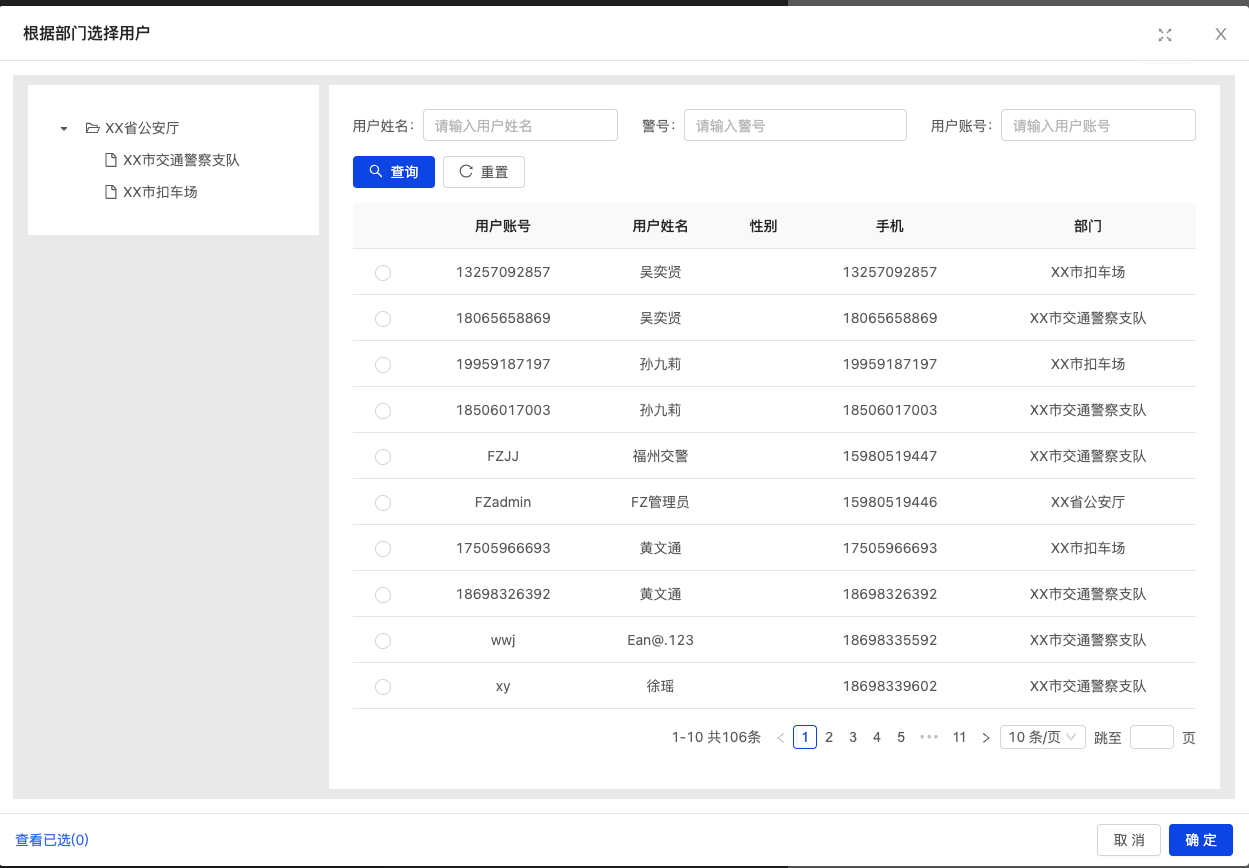 根据部门选择用户
XX省公安厅
XX市交通警察支队
XX市扣车场
用户姓名: 请输入用户姓名 警号: 请输入警号 用户账号: 请输入用户账号
查询 重置
用户账号 用户姓名 性别 手机 部门
13257092857 吴奕贤 13257092857 XX市扣车场
18065658869 吴奕贤 18065658869 XX市交通警察支队
19959187197 孙九莉 19959187197 XX市扣车场
18506017003 孙九莉 18506017003 XX市交通警察支队
FZJJ 福州交警 15980519447 XX市交通警察支队
FZadmin FZ管理员 15980519446 XX省公安厅
17505966693 黄文通 17505966693 XX市扣车场
18698326392 黄文通 18698326392 XX市交通警察支队
wwj Ean@.123 18698335592 XX市交通警察支队
xy 徐瑶 18698339602 XX市交通警察支队
1-10 共106条 < 1 2 3 4 5 ••• 11 > 10 条/页 跳至 页
查看已选(0) 取 消 确 定